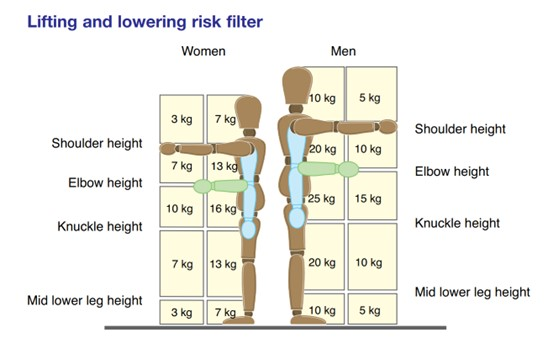 Lifting and lowering risk filter
Women Men
3 kg 7 kg 10 kg 5 kg
Shoulder height Shoulder height
7 kg 13 kg 20 kg 10 kg
Elbow height Elbow height
10 kg 16 kg 25 kg 15 kg
Knuckle height Knuckle height
7 kg 13 kg 20 kg 10 kg
Mid lower leg height Mid lower leg height
3 kg 7 kg 10 kg 5 kg